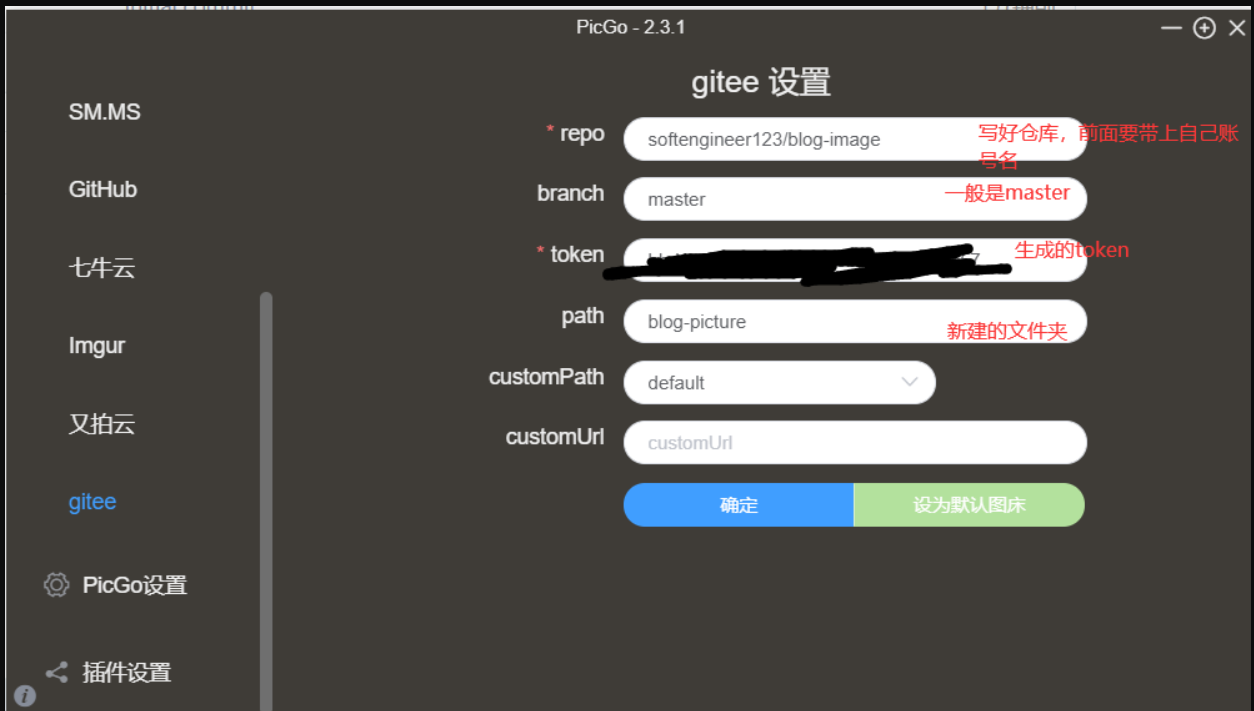 PicGo - 2.3.1
gitee 设置
SM.MS
GitHub
七牛云
Imgur
又拍云
gitee
PicGo设置
插件设置
* repo
softengineer123/blog-image
写好仓库，前面要带上自己账
号名
branch
master
一般是master
* token
生成的token
path
blog-picture
新建的文件夹
customPath
default
customUrl
customUrl
确定
设为默认图床